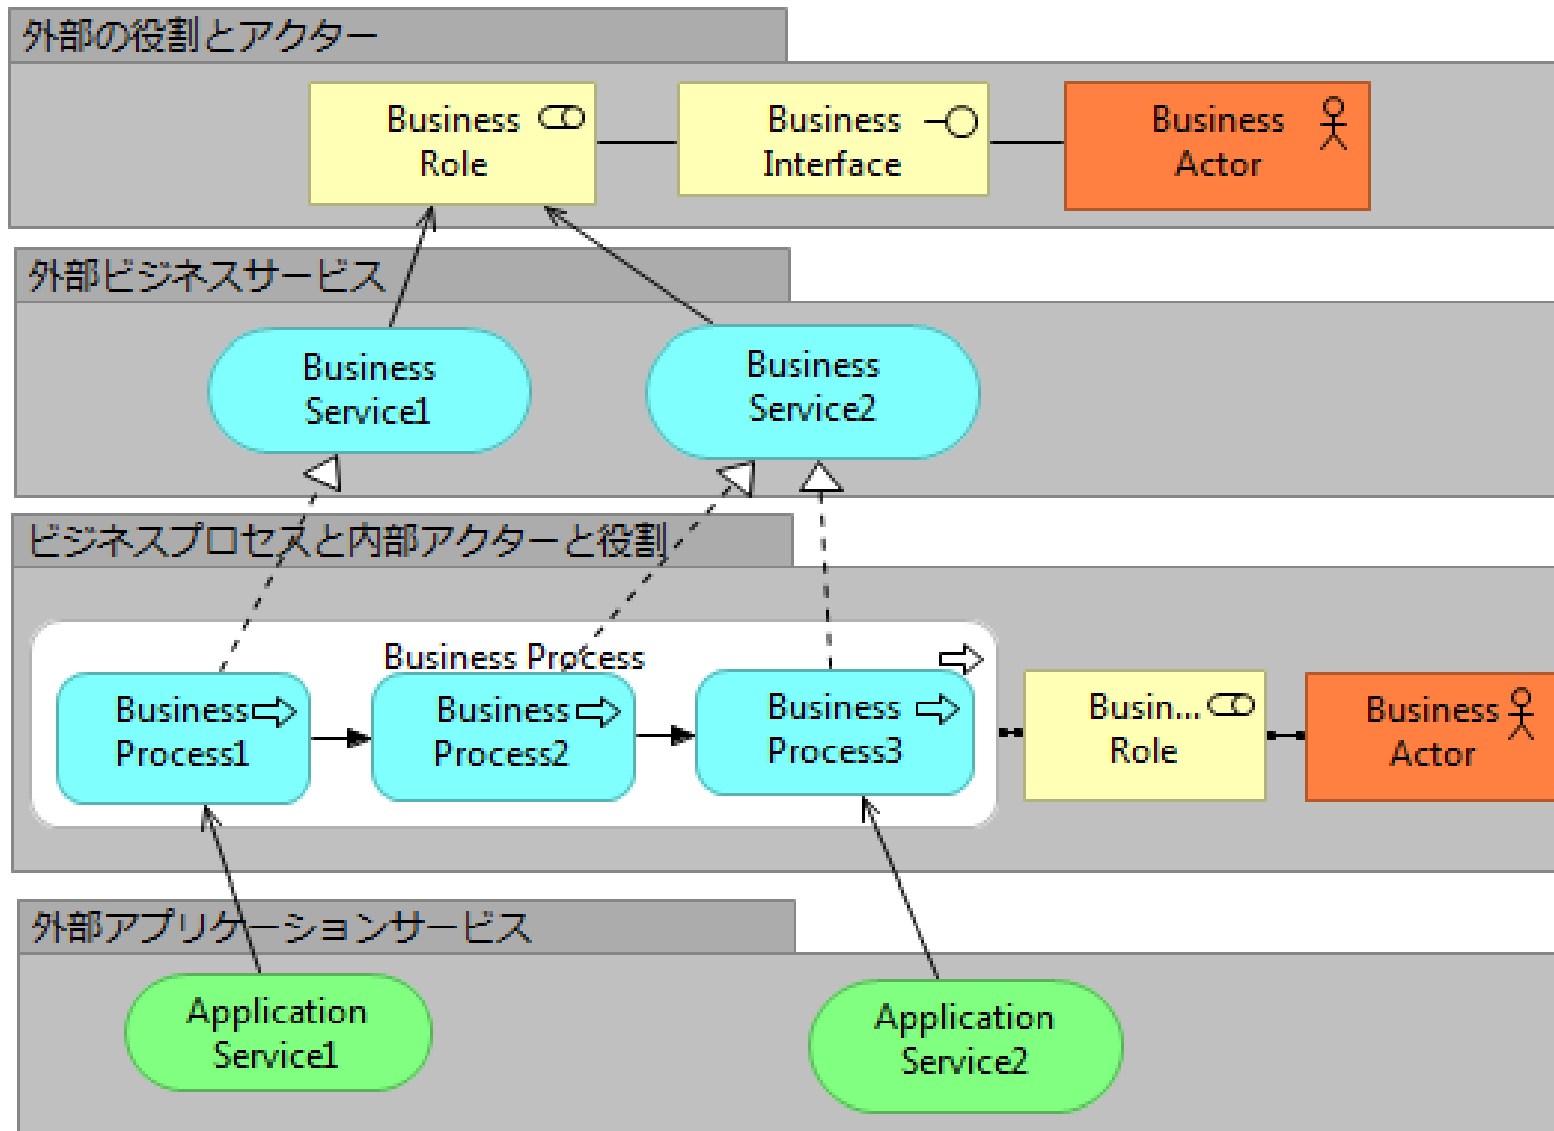 外部の役割とアクター
Business
Role
Business
Interface
Business
Actor
外部ビジネスサービス
Business
Service1
Business
Service2
ビジネスプロセスと内部アクターと役割
Business Process
Business
Process1
Business
Process2
Business
Process3
Busin...
Role
Business
Actor
外部アプリケーションサービス
Application
Service1
Application
Service2